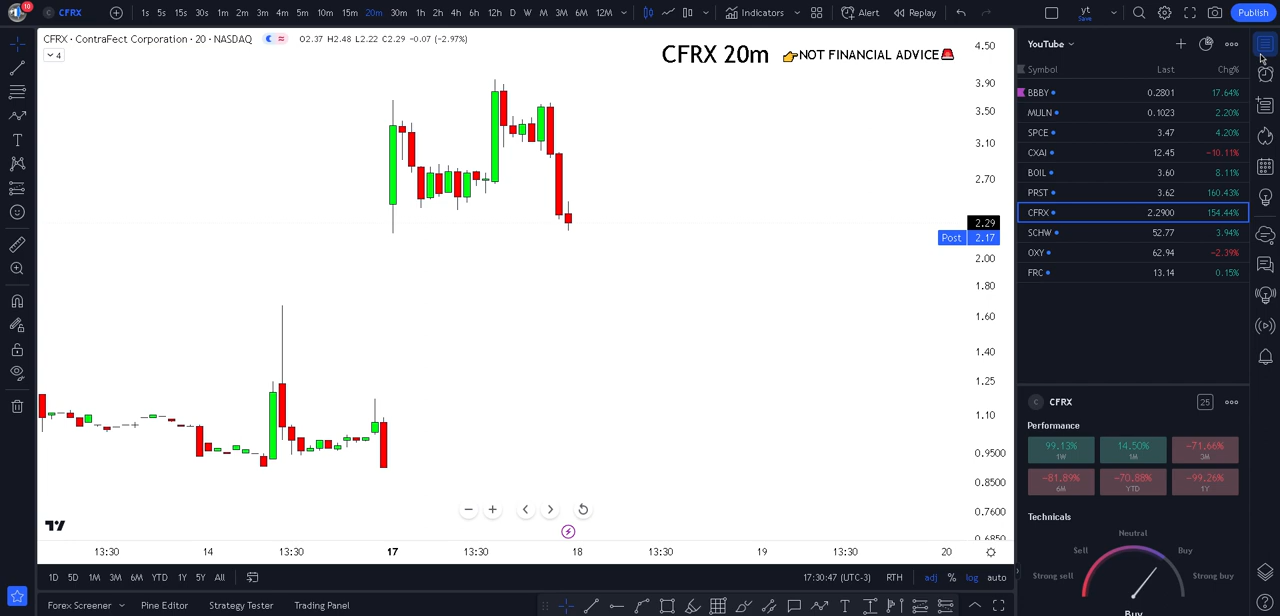 10
C CFRX 1s 5s 15s 30s 1m 2m 3m 4m 5m 10m 15m 20m 30m 1h 2h 4h 6h 12h D W M 3M 6M 12M Indicators Alert Replay yt Save Publish
CFRX · ContraFect Corporation · 20 · NASDAQ O2.37 H2.48 L2.22 C2.29 −0.07 (−2.97%)
4
CFRX 20m 👉NOT FINANCIAL ADVICE🚨
4.50
3.90
3.50
3.10
2.70
2.29
Post 2.17
2.00
1.80
1.60
1.40
1.25
1.10
0.9500
0.8500
0.7600
0.6850
13:30 14 13:30 17 13:30 18 13:30 19 13:30 20
1D 5D 1M 3M 6M YTD 1Y 5Y All 17:30:47 (UTC-3) RTH adj % log auto
Stock Screener Pine Editor Strategy Tester Trading Panel
YouTube
Symbol Last Chg%
BBBY 0.2801 17.64%
MULN 0.1023 2.20%
SPCE 3.47 4.20%
CXAI 12.45 −10.11%
BOIL 3.60 8.11%
PRST 3.62 160.43%
CFRX 2.2900 154.44%
SCHW 52.77 3.94%
OXY 62.94 −2.39%
FRC 13.14 0.15%
C CFRX 25
Performance
99.13% 14.50% −71.66%
1W 1M 3M
−81.89% −70.88% −99.26%
6M YTD 1Y
Technicals
Neutral
Sell Buy
Strong sell Strong buy
Buy